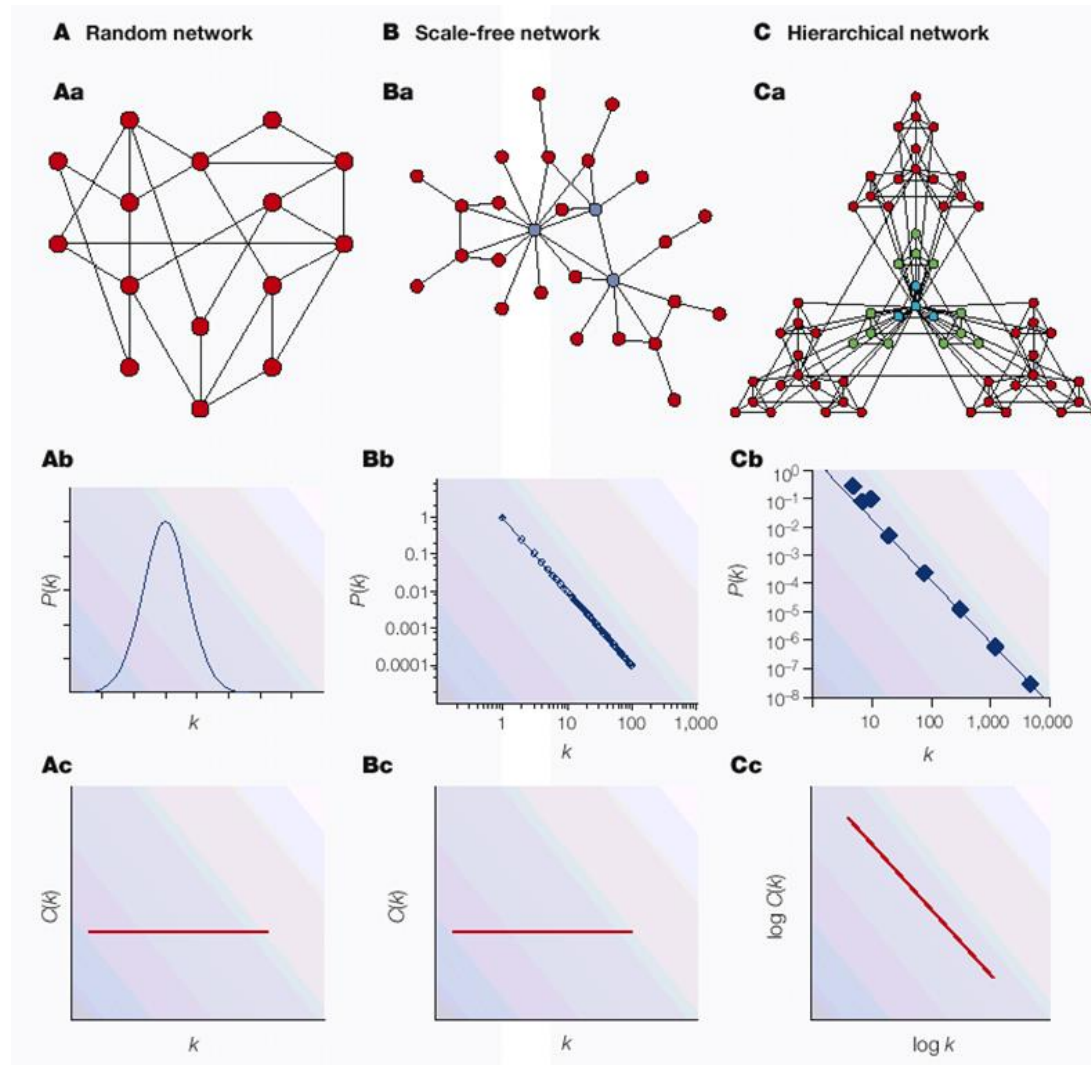 A Random network
B Scale-free network
C Hierarchical network
Aa
Ba
Ca
Ab
P(k)
k
Bb
1
0.1
0.01
0.001
0.0001
P(k)
1 10 100 1,000
k
Cb
10⁰
10⁻¹
10⁻²
10⁻³
10⁻⁴
10⁻⁵
10⁻⁶
10⁻⁷
10⁻⁸
P(k)
10 100 1,000 10,000
k
Ac
C(k)
k
Bc
C(k)
k
Cc
log C(k)
log k